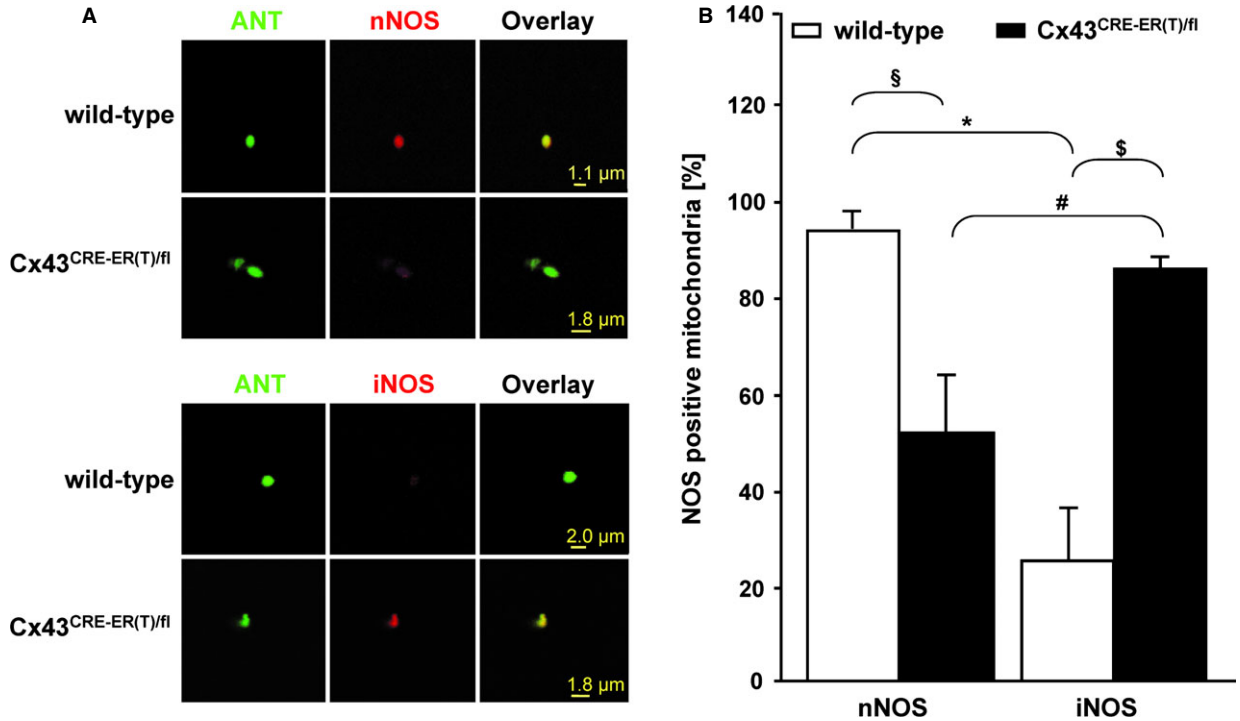 A
ANT nNOS Overlay
wild-type
1.1 µm
Cx43CRE-ER(T)/fl
1.8 µm
ANT iNOS Overlay
wild-type
2.0 µm
Cx43CRE-ER(T)/fl
1.8 µm
B
wild-type Cx43CRE-ER(T)/fl
NOS positive mitochondria [%]
140
120
100
80
60
40
20
0
§
*
$
#
nNOS iNOS